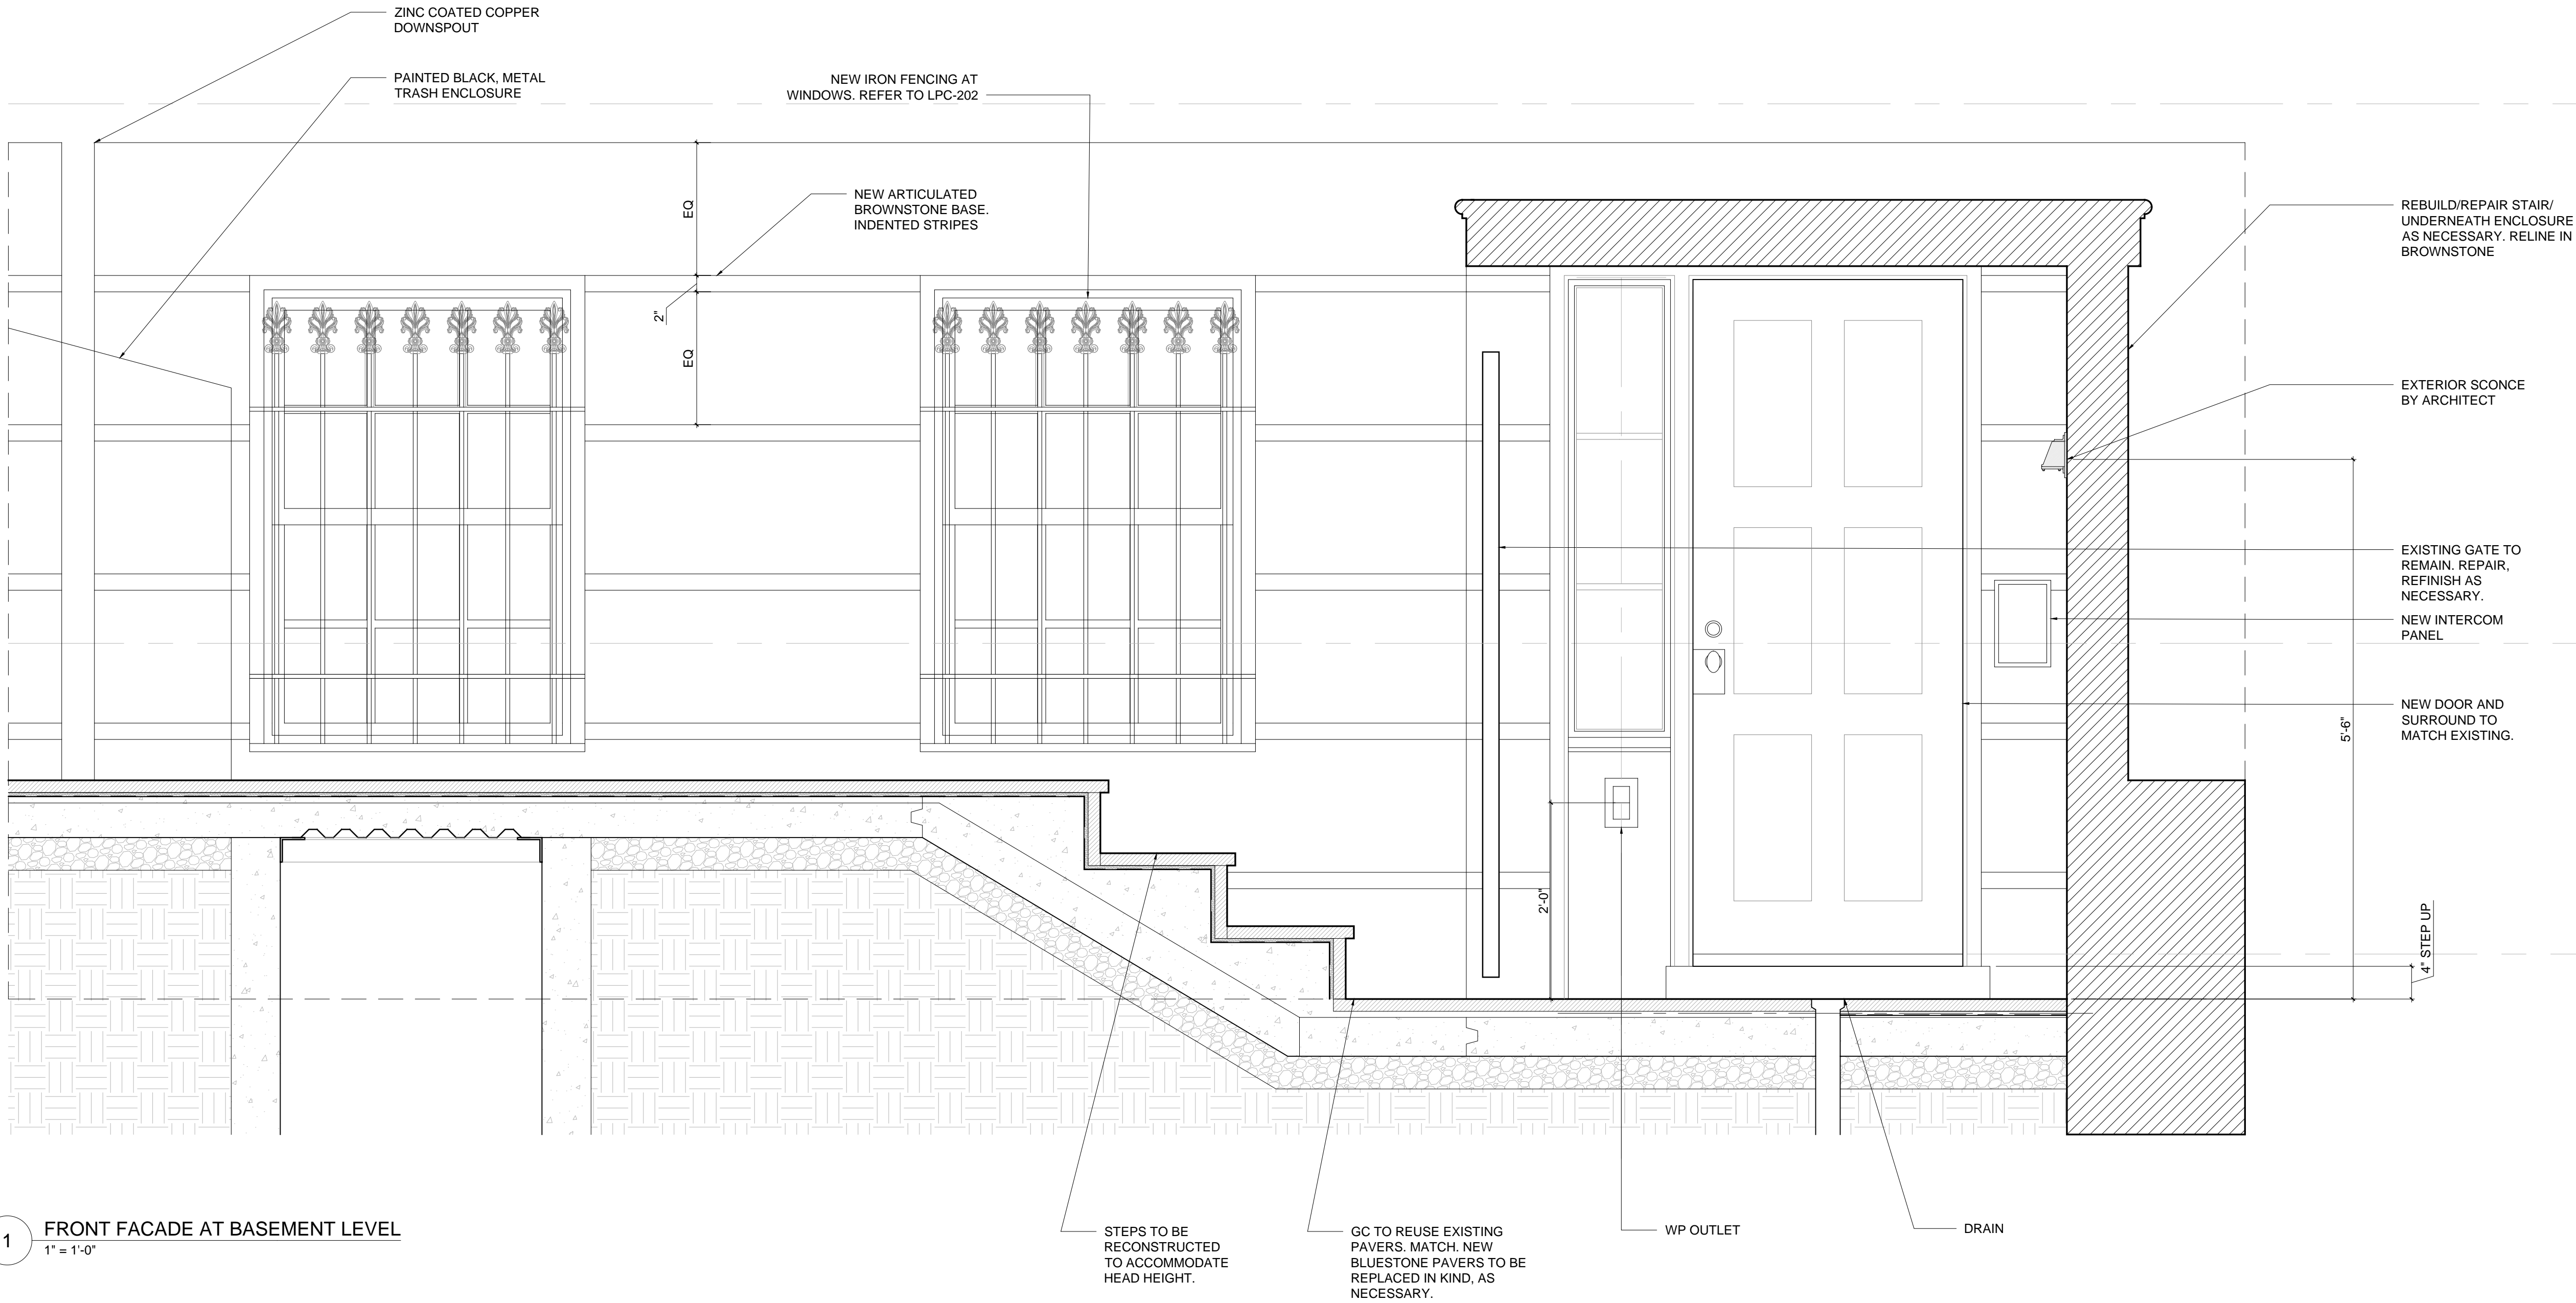 ZINC COATED COPPER
DOWNSPOUT
PAINTED BLACK, METAL
TRASH ENCLOSURE
NEW IRON FENCING AT
WINDOWS. REFER TO LPC-202
NEW ARTICULATED
BROWNSTONE BASE.
INDENTED STRIPES
EQ
2"
EQ
REBUILD/REPAIR STAIR/
UNDERNEATH ENCLOSURE
AS NECESSARY. RELINE IN
BROWNSTONE
EXTERIOR SCONCE
BY ARCHITECT
EXISTING GATE TO
REMAIN. REPAIR,
REFINISH AS
NECESSARY.
NEW INTERCOM
PANEL
NEW DOOR AND
SURROUND TO
MATCH EXISTING.
5'-6"
2'-0"
4" STEP UP
STEPS TO BE
RECONSTRUCTED
TO ACCOMMODATE
HEAD HEIGHT.
GC TO REUSE EXISTING
PAVERS. MATCH. NEW
BLUESTONE PAVERS TO BE
REPLACED IN KIND, AS
NECESSARY.
WP OUTLET
DRAIN
1
FRONT FACADE AT BASEMENT LEVEL
1" = 1'-0"